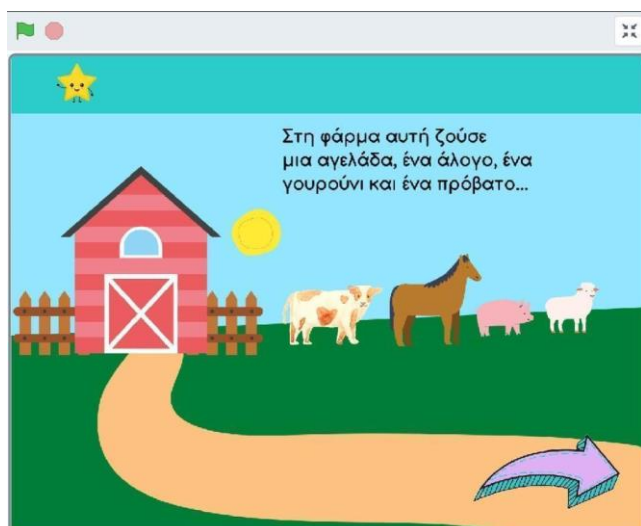 Στη φάρμα αυτή ζούσε
μια αγελάδα, ένα άλογο, ένα
γουρούνι και ένα πρόβατο...